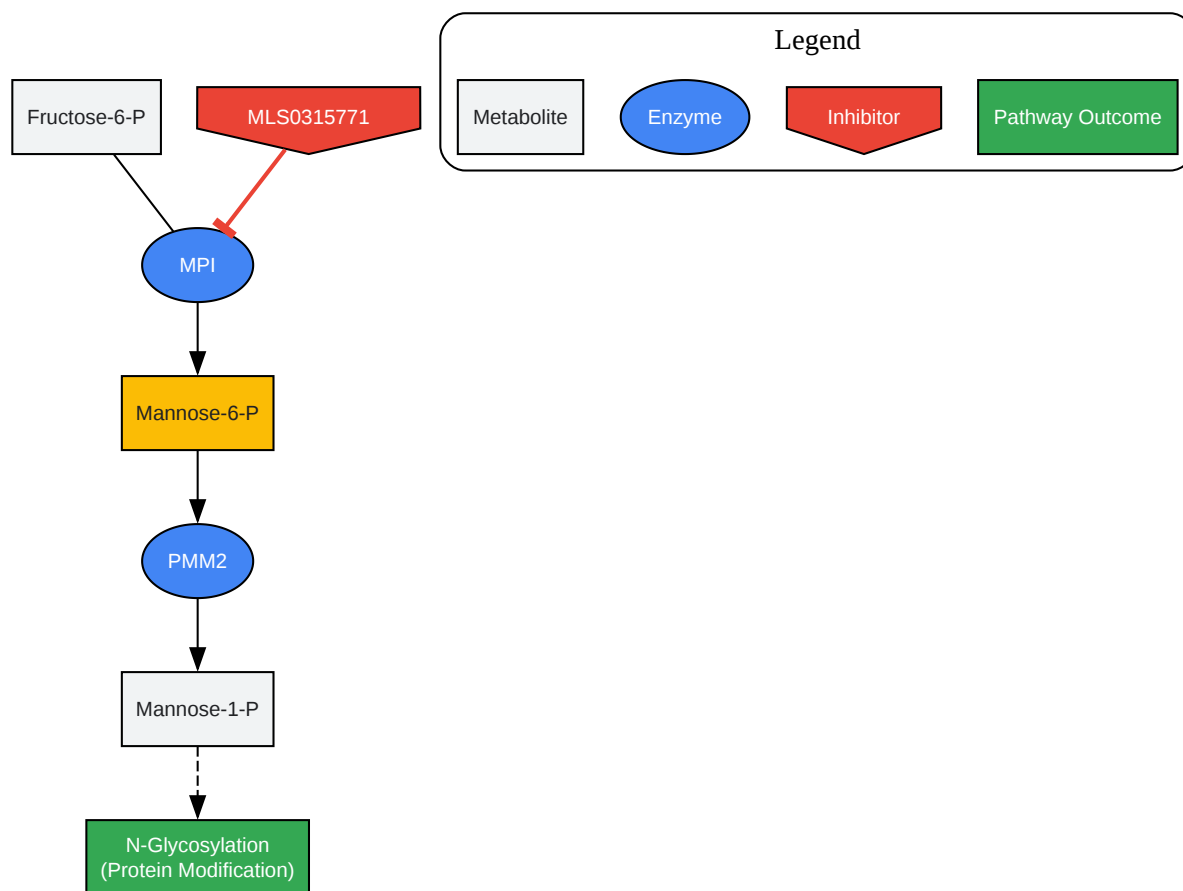 Legend
Fructose-6-P
MLS0315771
Metabolite
Enzyme
Inhibitor
Pathway Outcome
MPI
Mannose-6-P
PMM2
Mannose-1-P
N-Glycosylation
(Protein Modification)